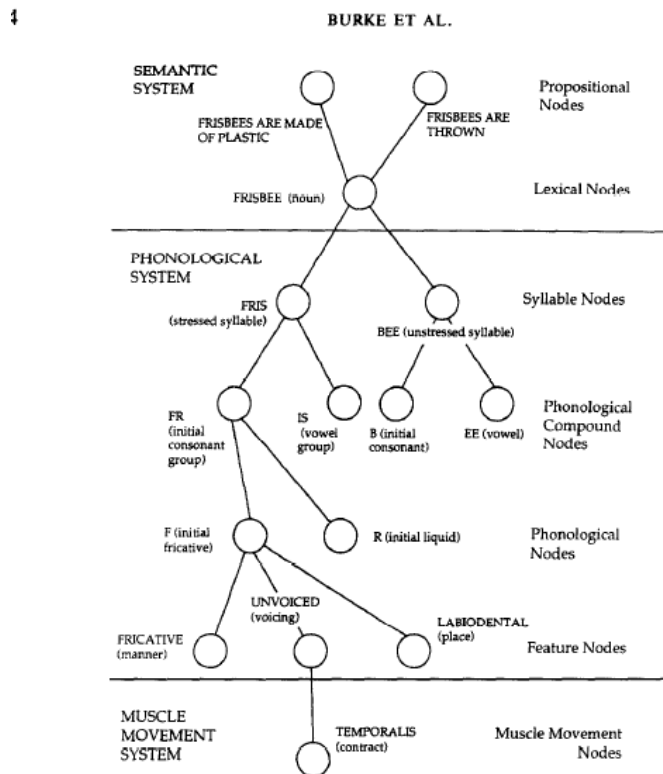 4
BURKE ET AL.
SEMANTIC
SYSTEM
Propositional
Nodes
FRISBEES ARE MADE
OF PLASTIC
FRISBEES ARE
THROWN
FRISBEE (noun)
Lexical Nodes
PHONOLOGICAL
SYSTEM
FRIS
(stressed syllable)
BEE (unstressed syllable)
Syllable Nodes
FR
(initial
consonant
group)
IS
(vowel
group)
B (initial
consonant)
EE (vowel)
Phonological
Compound
Nodes
F (initial
fricative)
R (initial liquid)
Phonological
Nodes
UNVOICED
(voicing)
LABIODENTAL
(place)
FRICATIVE
(manner)
Feature Nodes
MUSCLE
MOVEMENT
SYSTEM
TEMPORALIS
(contract)
Muscle Movement
Nodes